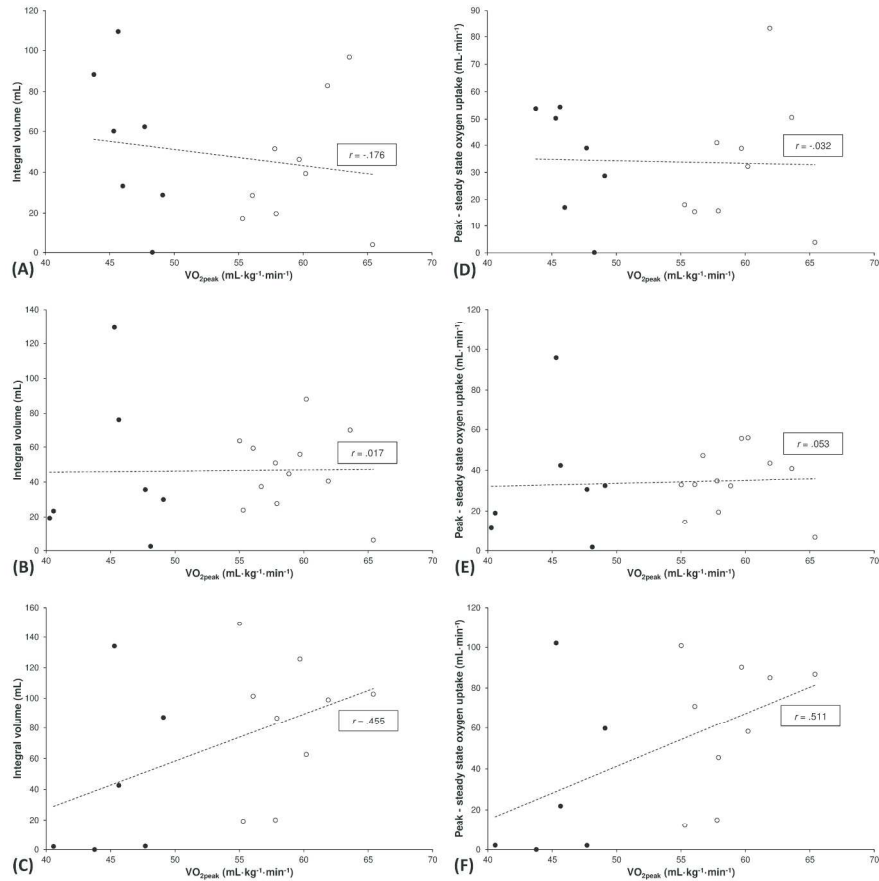 120
100
80
60
40
20
0
Integral volume (mL)
r = -.176
40 45 50 55 60 65 70
VO2peak (mL·kg⁻¹·min⁻¹)
(A)
90
80
70
60
50
40
30
20
10
0
Peak - steady state oxygen uptake (mL·min⁻¹)
r = -.032
40 45 50 55 60 65 70
VO2peak (mL·kg⁻¹·min⁻¹)
(D)
140
120
100
80
60
40
20
0
Integral volume (mL)
r = .017
40 45 50 55 60 65 70
VO2peak (mL·kg⁻¹·min⁻¹)
(B)
120
100
80
60
40
20
0
Peak - steady state oxygen uptake (mL·min⁻¹)
r = .053
40 45 50 55 60 65 70
VO2peak (mL·kg⁻¹·min⁻¹)
(E)
160
140
120
100
80
60
40
20
0
Integral volume (mL)
r – .455
40 45 50 55 60 65 70
VO2peak (mL·kg⁻¹·min⁻¹)
(C)
120
100
80
60
40
20
0
Peak - steady state oxygen uptake (mL·min⁻¹)
r = .511
40 45 50 55 60 65 70
VO2peak (mL·kg⁻¹·min⁻¹)
(F)